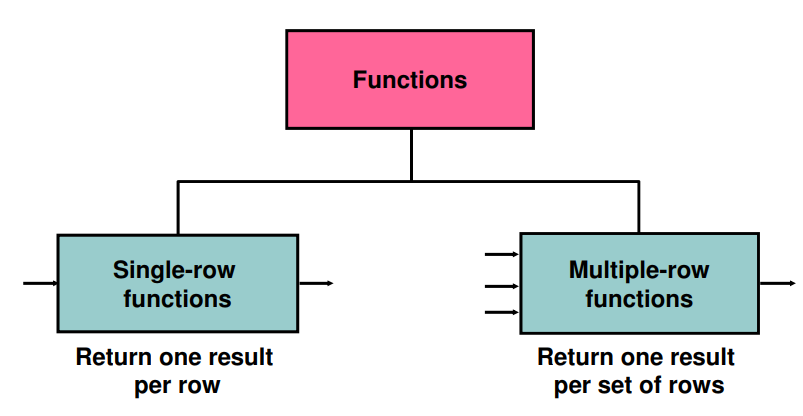 Functions
Single-row
functions
Multiple-row
functions
Return one result
per row
Return one result
per set of rows